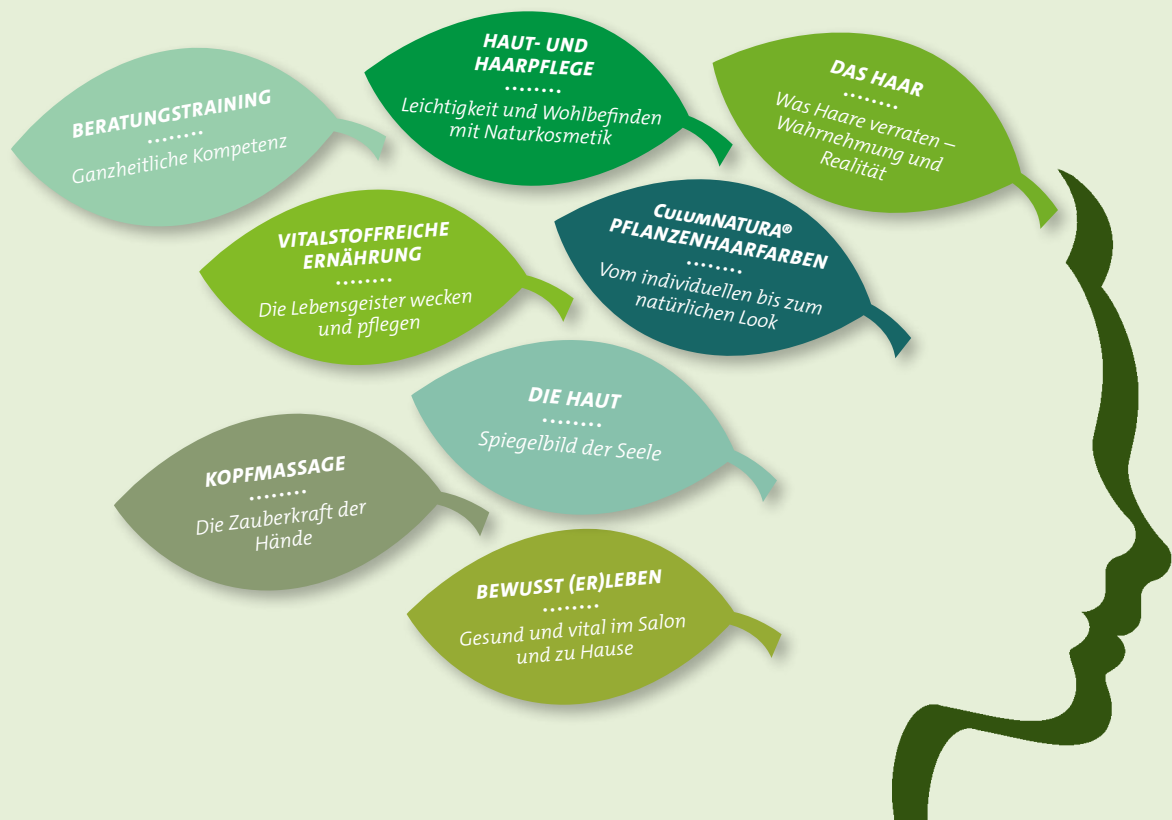 BERATUNGSTRAINING
Ganzheitliche Kompetenz
HAUT- UND
HAARPFLEGE
Leichtigkeit und Wohlbefinden
mit Naturkosmetik
DAS HAAR
Was Haare verraten –
Wahrnehmung und
Realität
VITALSTOFFREICHE
ERNÄHRUNG
Die Lebensgeister wecken
und pflegen
CULUMNATURA®
PFLANZENHAARFARBEN
Vom individuellen bis zum
natürlichen Look
DIE HAUT
Spiegelbild der Seele
KOPFMASSAGE
Die Zauberkraft der
Hände
BEWUSST (ER)LEBEN
Gesund und vital im Salon
und zu Hause